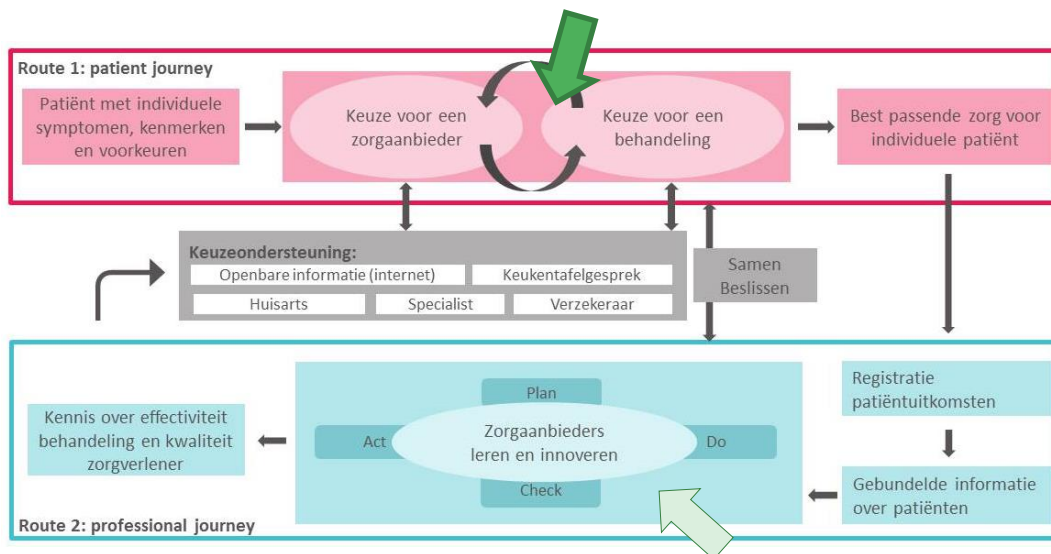 Route 1: patient journey
Patiënt met individuele
symptomen, kenmerken
en voorkeuren
Keuze voor een
zorgaanbieder
Keuze voor een
behandeling
Best passende zorg voor
individuele patiënt
Keuzeondersteuning:
Openbare informatie (internet)
Keukentafelgesprek
Huisarts
Specialist
Verzekeraar
Samen
Beslissen
Kennis over effectiviteit
behandeling en kwaliteit
zorgverlener
Plan
Act
Zorgaanbieders
leren en innoveren
Do
Check
Registratie
patiëntuitkomsten
Gebundelde informatie
over patiënten
Route 2: professional journey